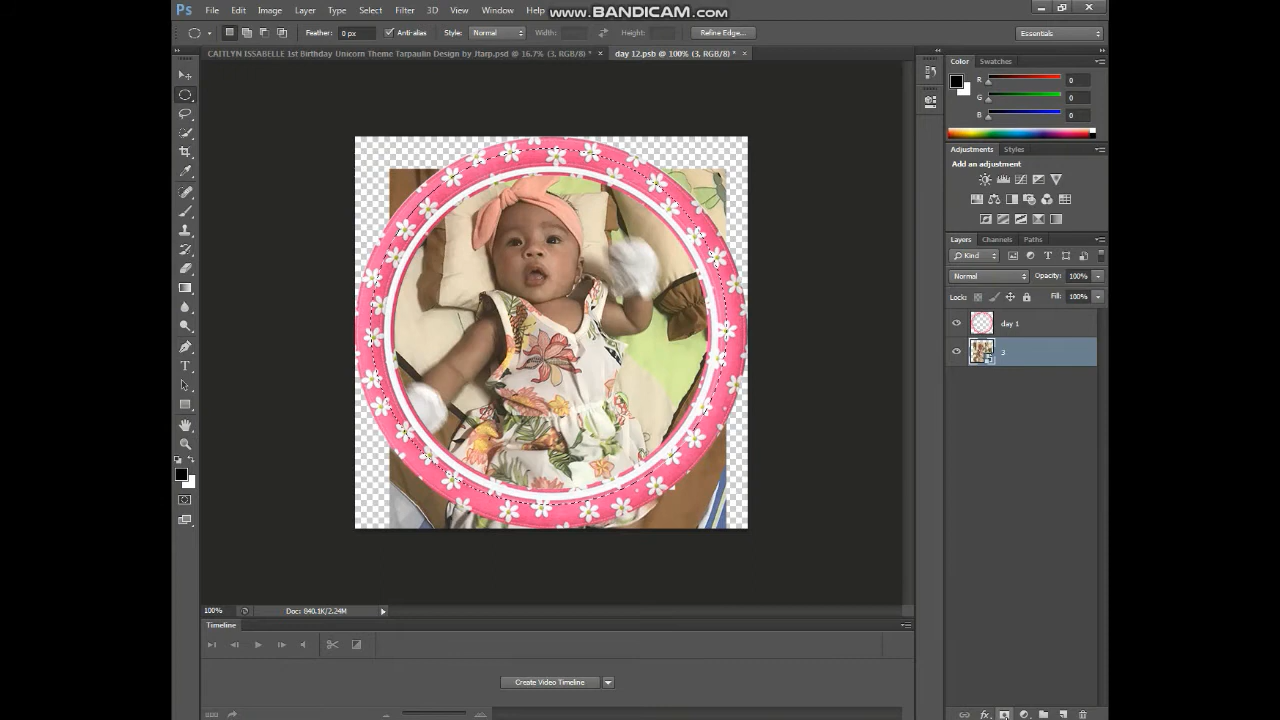 Ps File Edit Image Layer Type Select Filter 3D View Window Help www.BANDICAM.com
Feather: 0 px Anti-alias Style: Normal Width: Height: Refine Edge... Essentials
CAITLYN ISSABELLE 1st Birthday Unicorn Theme Tarpaulin Design by Jtarp.psd @ 16.7% (3, RGB/8) * × day 12.psb @ 100% (3, RGB/8) * ×
Color Swatches
R 0
G 0
B 0
Adjustments Styles
Add an adjustment
Layers Channels Paths
Kind
Normal Opacity: 100%
Lock: Fill: 100%
day 1
3
100% Doc: 840.1K/2.24M
Timeline
Create Video Timeline
fx